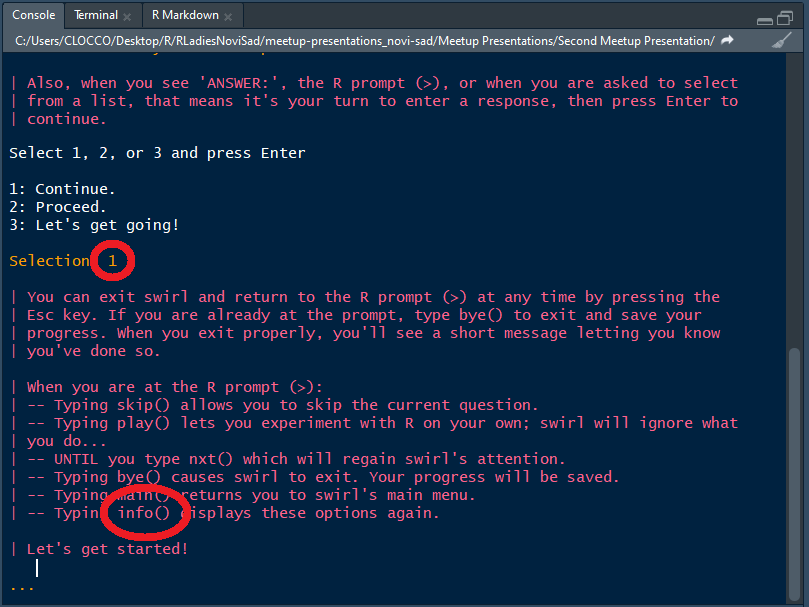 Console Terminal R Markdown
C:/Users/CLOCCO/Desktop/R/RLadiesNoviSad/meetup-presentations_novi-sad/Meetup Presentations/Second Meetup Presentation/
| Also, when you see 'ANSWER:', the R prompt (>), or when you are asked to select
| from a list, that means it's your turn to enter a response, then press Enter to
| continue.
Select 1, 2, or 3 and press Enter
1: Continue.
2: Proceed.
3: Let's get going!
Selection 1
| You can exit swirl and return to the R prompt (>) at any time by pressing the
| Esc key. If you are already at the prompt, type bye() to exit and save your
| progress. When you exit properly, you'll see a short message letting you know
| you've done so.
| When you are at the R prompt (>):
| -- Typing skip() allows you to skip the current question.
| -- Typing play() lets you experiment with R on your own; swirl will ignore what
| you do...
| -- UNTIL you type nxt() which will regain swirl's attention.
| -- Typing bye() causes swirl to exit. Your progress will be saved.
| -- Typing main() returns you to swirl's main menu.
| -- Typing info() displays these options again.
| Let's get started!
...